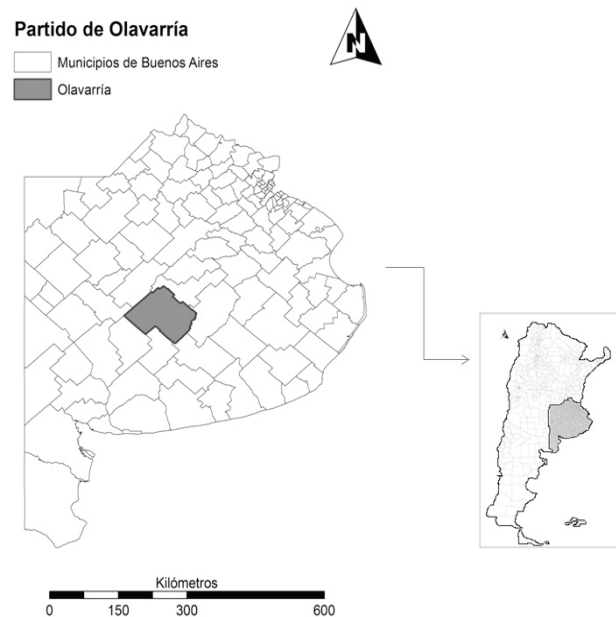 Partido de Olavarría
Municipios de Buenos Aires
Olavarría
N
Kilómetros
0 150 300 600